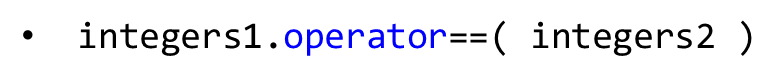 • integers1.operator==( integers2 )